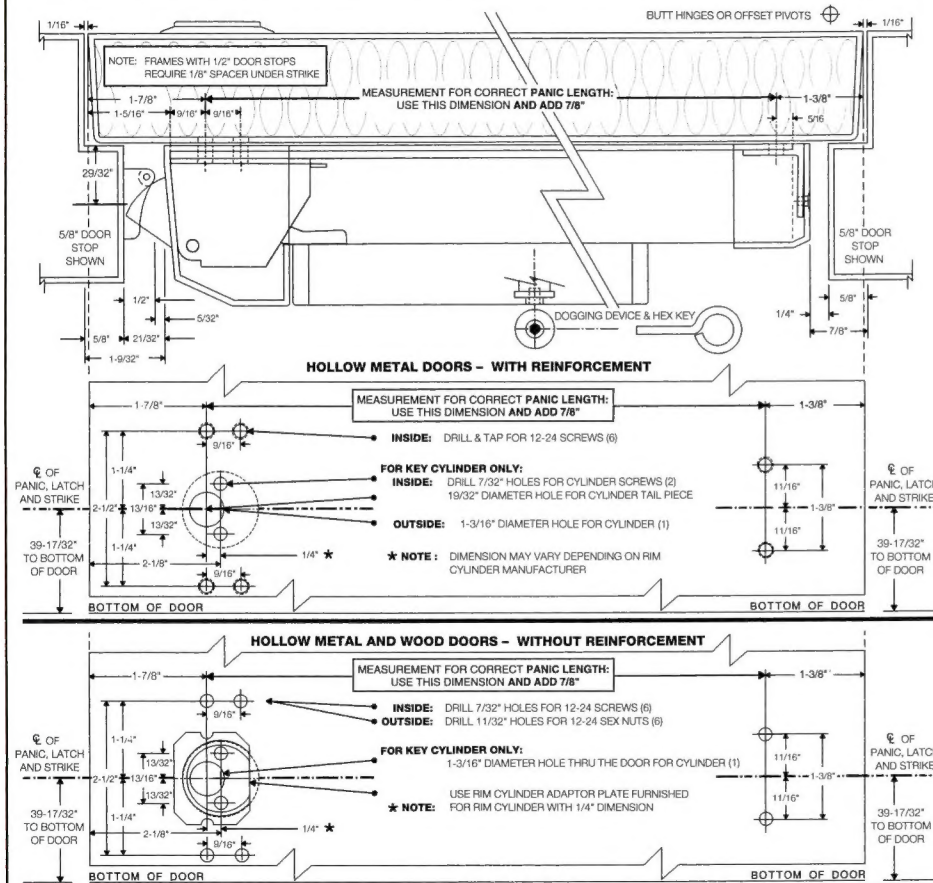 1/16"
BUTT HINGES OR OFFSET PIVOTS
1/16"
NOTE: FRAMES WITH 1/2" DOOR STOPS
REQUIRE 1/8" SPACER UNDER STRIKE
MEASUREMENT FOR CORRECT PANIC LENGTH:
USE THIS DIMENSION AND ADD 7/8"
1-7/8"
1-3/8"
1-5/16"
9/16"
9/16"
5/16
29/32"
5/8" DOOR
STOP
SHOWN
5/8" DOOR
STOP
SHOWN
1/2"
5/32"
5/8"
21/32"
1-9/32"
DOGGING DEVICE & HEX KEY
1/4"
5/8"
7/8"
HOLLOW METAL DOORS – WITH REINFORCEMENT
1-7/8"
MEASUREMENT FOR CORRECT PANIC LENGTH:
USE THIS DIMENSION AND ADD 7/8"
1-3/8"
INSIDE: DRILL & TAP FOR 12-24 SCREWS (6)
9/16"
FOR KEY CYLINDER ONLY:
INSIDE: DRILL 7/32" HOLES FOR CYLINDER SCREWS (2)
19/32" DIAMETER HOLE FOR CYLINDER TAIL PIECE
OUTSIDE: 1-3/16" DIAMETER HOLE FOR CYLINDER (1)
★ NOTE : DIMENSION MAY VARY DEPENDING ON RIM
CYLINDER MANUFACTURER
℄ OF
PANIC, LATCH
AND STRIKE
1-1/4"
13/32"
2-1/2"
13/16"
13/32"
1-1/4"
1/4" ★
2-1/8"
9/16"
39-17/32"
TO BOTTOM
OF DOOR
BOTTOM OF DOOR
11/16"
1-3/8"
11/16"
℄ OF
PANIC, LATCH
AND STRIKE
39-17/32"
TO BOTTOM
OF DOOR
BOTTOM OF DOOR
HOLLOW METAL AND WOOD DOORS – WITHOUT REINFORCEMENT
1-7/8"
MEASUREMENT FOR CORRECT PANIC LENGTH:
USE THIS DIMENSION AND ADD 7/8"
1-3/8"
INSIDE: DRILL 7/32" HOLES FOR 12-24 SCREWS (6)
OUTSIDE: DRILL 11/32" HOLES FOR 12-24 SEX NUTS (6)
9/16"
FOR KEY CYLINDER ONLY:
1-3/16" DIAMETER HOLE THRU THE DOOR FOR CYLINDER (1)
USE RIM CYLINDER ADAPTOR PLATE FURNISHED
★ NOTE: FOR RIM CYLINDER WITH 1/4" DIMENSION
℄ OF
PANIC, LATCH
AND STRIKE
1-1/4"
13/32"
2-1/2"
13/16"
13/32"
1-1/4"
1/4" ★
2-1/8"
9/16"
39-17/32"
TO BOTTOM
OF DOOR
BOTTOM OF DOOR
11/16"
1-3/8"
11/16"
℄ OF
PANIC, LATCH
AND STRIKE
39-17/32"
TO BOTTOM
OF DOOR
BOTTOM OF DOOR